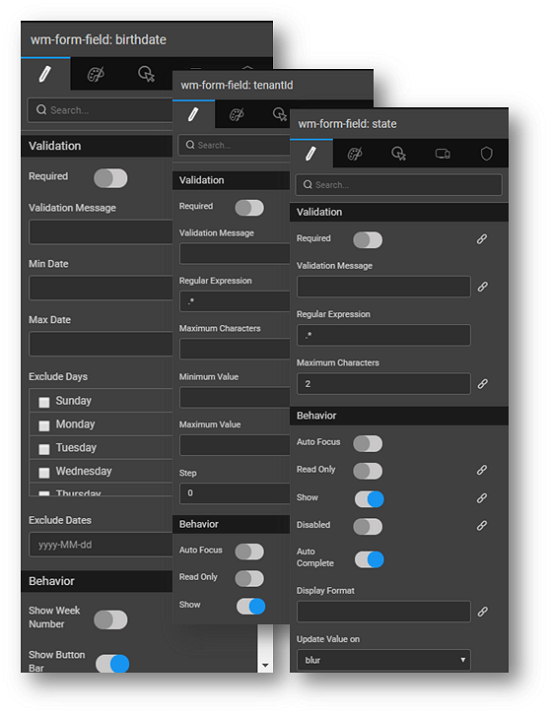 wm-form-field: birthdate
Search...
Validation
Required
Validation Message
Min Date
Max Date
Exclude Days
Sunday
Monday
Tuesday
Wednesday
Thursday
Exclude Dates
yyyy-MM-dd
Behavior
Show Week
Number
Show Button
Bar
wm-form-field: tenantId
Search...
Validation
Required
Validation Message
Regular Expression
.*
Maximum Characters
Minimum Value
Maximum Value
Step
0
Behavior
Auto Focus
Read Only
Show
wm-form-field: state
Search...
Validation
Required
Validation Message
Regular Expression
.*
Maximum Characters
2
Behavior
Auto Focus
Read Only
Show
Disabled
Auto
Complete
Display Format
Update Value on
blur